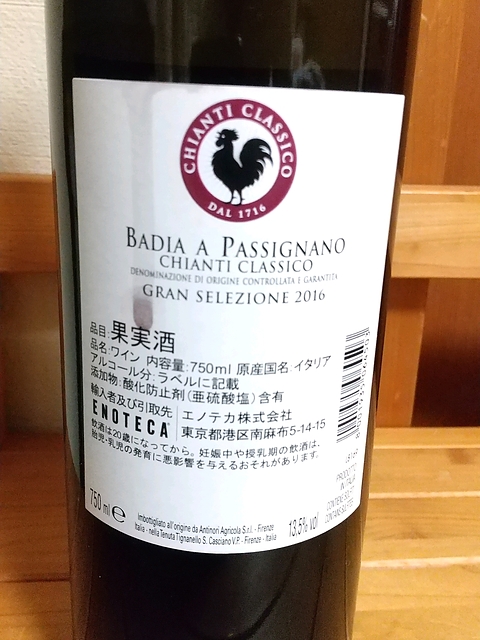 CHIANTI CLASSICO
DAL 1716
BADIA A PASSIGNANO
CHIANTI CLASSICO
DENOMINAZIONE DI ORIGINE CONTROLLATA E GARANTITA
GRAN SELEZIONE 2016
品目:果実酒
品名:ワイン 内容量:750ml 原産国名:イタリア
アルコール分:ラベルに記載
添加物:酸化防止剤(亜硫酸塩)含有
輸入者及び引取先
ENOTECA エノテカ株式会社
東京都港区南麻布5-14-15
飲酒は20歳になってから。妊娠中や授乳期の飲酒は、
胎児・乳児の発育に悪影響を与えるおそれがあります。
750 ml e
Imbottigliato all'origine da Antinori Agricola S.r.l. - Firenze
Italia - nella Tenuta Tignanello S. Casciano V.P. - Firenze - Italia
13,5% vol
PRODOTTO
IN ITALIA